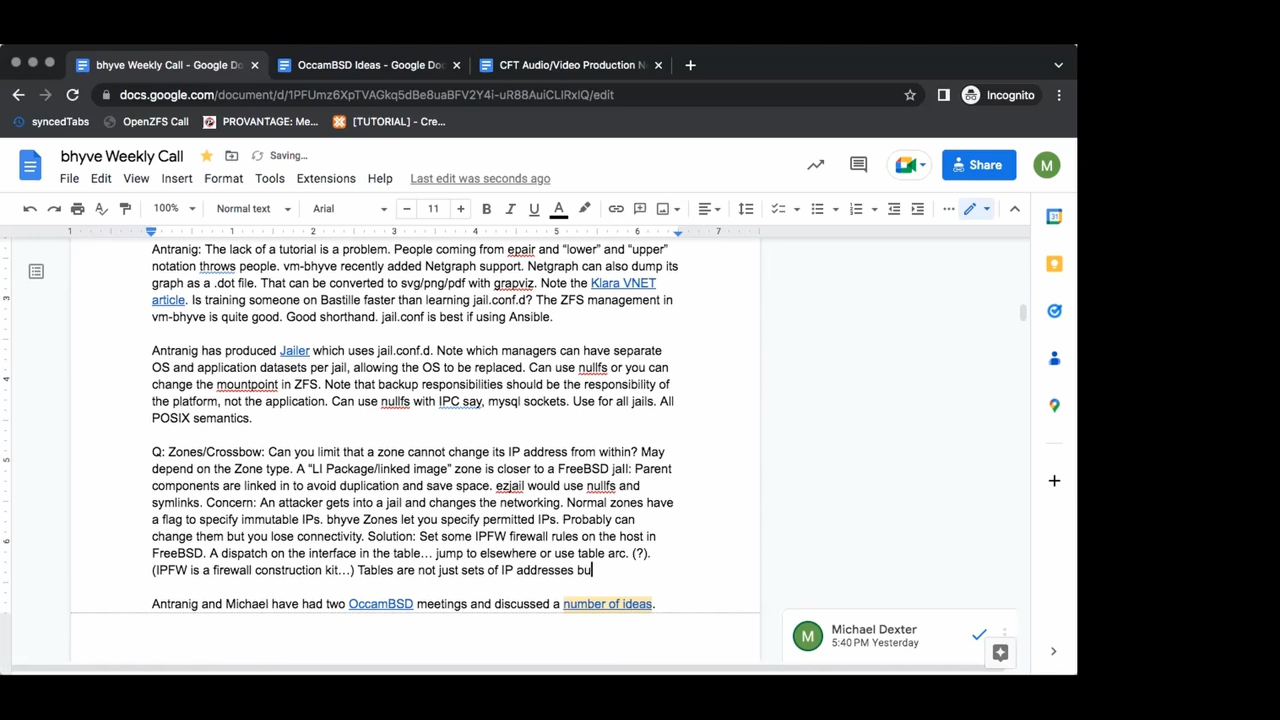 bhyve Weekly Call - Google Do
OccamBSD Ideas - Google Doc
CFT Audio/Video Production N
docs.google.com/document/d/1PFUmz6XpTVAGkq5dBe8uaBFV2Y4i-uR88AuiCLlRxIQ/edit
Incognito
syncedTabs
OpenZFS Call
PROVANTAGE: Me...
[TUTORIAL] - Cre...
bhyve Weekly Call
Saving...
Share
M
File Edit View Insert Format Tools Extensions Help Last edit was seconds ago
100% Normal text Arial 11 B I U A
1 1 2 3 4 5 6 7
Antranig: The lack of a tutorial is a problem. People coming from epair and “lower” and “upper”
notation throws people. vm-bhyve recently added Netgraph support. Netgraph can also dump its
graph as a .dot file. That can be converted to svg/png/pdf with grapviz. Note the Klara VNET
article. Is training someone on Bastille faster than learning jail.conf.d? The ZFS management in
vm-bhyve is quite good. Good shorthand. jail.conf is best if using Ansible.
Antranig has produced Jailer which uses jail.conf.d. Note which managers can have separate
OS and application datasets per jail, allowing the OS to be replaced. Can use nullfs or you can
change the mountpoint in ZFS. Note that backup responsibilities should be the responsibility of
the platform, not the application. Can use nullfs with IPC say, mysql sockets. Use for all jails. All
POSIX semantics.
Q: Zones/Crossbow: Can you limit that a zone cannot change its IP address from within? May
depend on the Zone type. A “LI Package/linked image” zone is closer to a FreeBSD jall: Parent
components are linked in to avoid duplication and save space. ezjail would use nullfs and
symlinks. Concern: An attacker gets into a jail and changes the networking. Normal zones have
a flag to specify immutable IPs. bhyve Zones let you specify permitted IPs. Probably can
change them but you lose connectivity. Solution: Set some IPFW firewall rules on the host in
FreeBSD. A dispatch on the interface in the table… jump to elsewhere or use table arc. (?).
(IPFW is a firewall construction kit…) Tables are not just sets of IP addresses bu
Antranig and Michael have had two OccamBSD meetings and discussed a number of ideas.
M
Michael Dexter
5:40 PM Yesterday
3
4
5
6
31